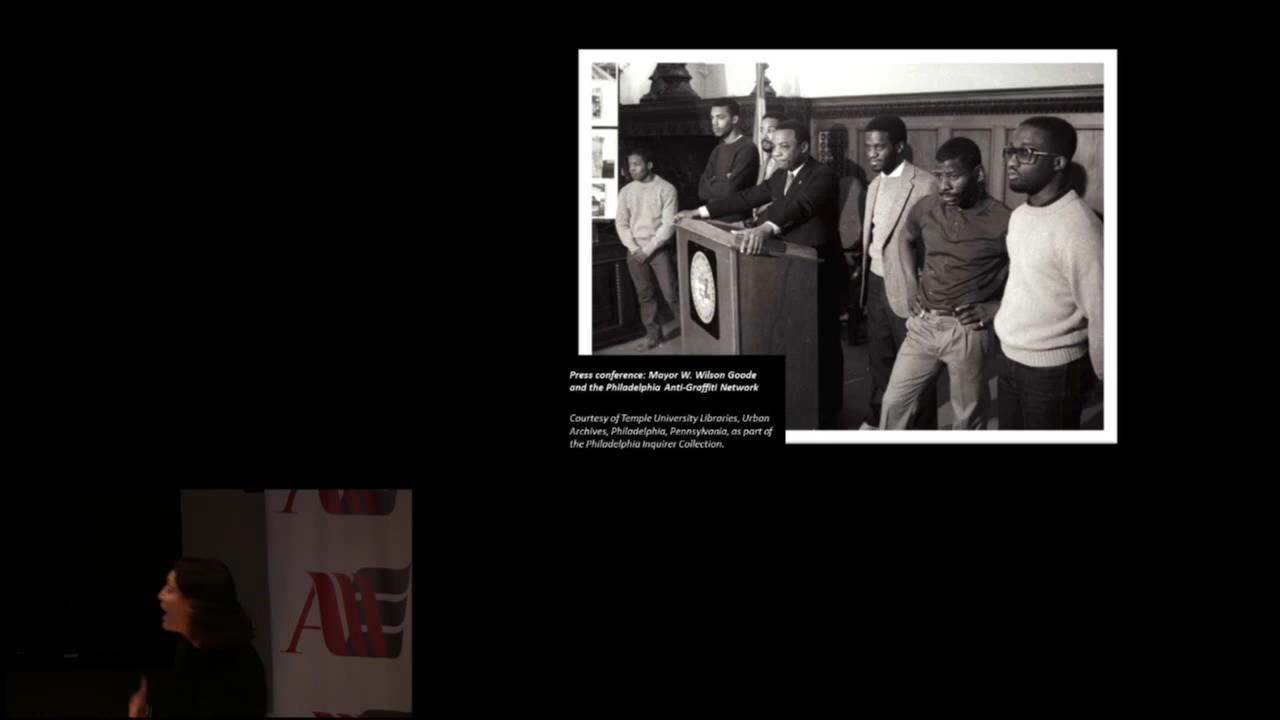 Press conference: Mayor W. Wilson Goode
and the Philadelphia Anti-Graffiti Network
Courtesy of Temple University Libraries, Urban
Archives, Philadelphia, Pennsylvania, as part of
the Philadelphia Inquirer Collection.